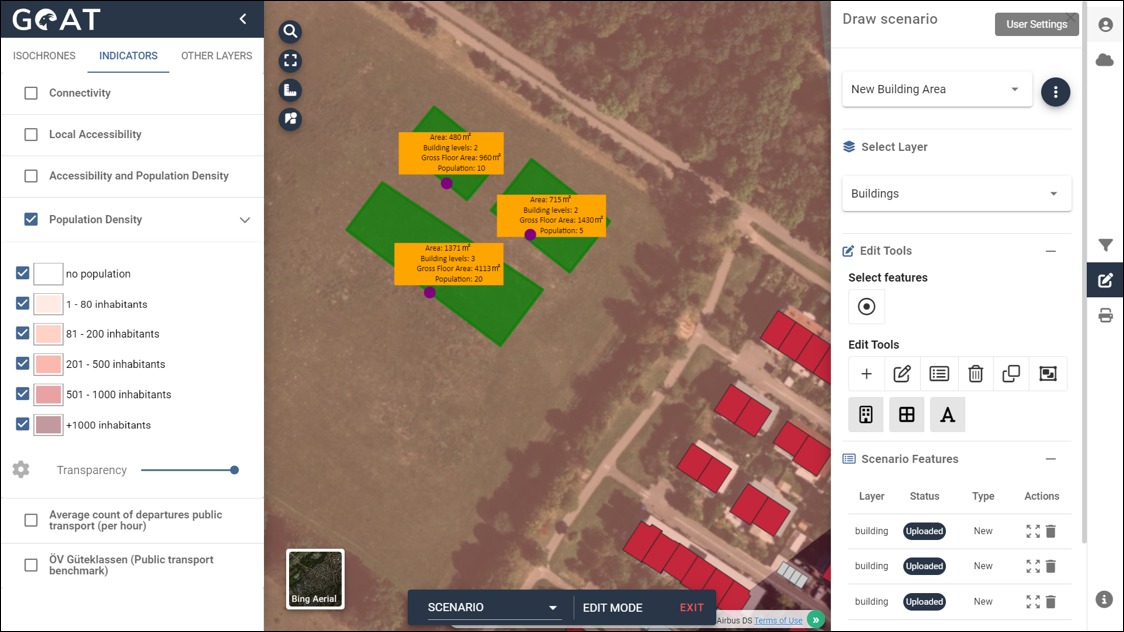 GOAT
ISOCHRONES
INDICATORS
OTHER LAYERS
Connectivity
Local Accessibility
Accessibility and Population Density
Population Density
no population
1 - 80 inhabitants
81 - 200 inhabitants
201 - 500 inhabitants
501 - 1000 inhabitants
+1000 inhabitants
Transparency
Average count of departures public
transport (per hour)
ÖV Güteklassen (Public transport
benchmark)
Area: 480 m²
Building levels: 2
Gross Floor Area: 960 m²
Population: 10
Area: 715 m²
Building levels: 2
Gross Floor Area: 1430 m²
Population: 5
Area: 1371 m²
Building levels: 3
Gross Floor Area: 4113 m²
Population: 20
Bing Aerial
SCENARIO
EDIT MODE
EXIT
Airbus DS Terms of Use
»
Draw scenario
User Settings
New Building Area
Select Layer
Buildings
Edit Tools
Select features
Edit Tools
A
Scenario Features
Layer Status Type Actions
building Uploaded New
building Uploaded New
building Uploaded New